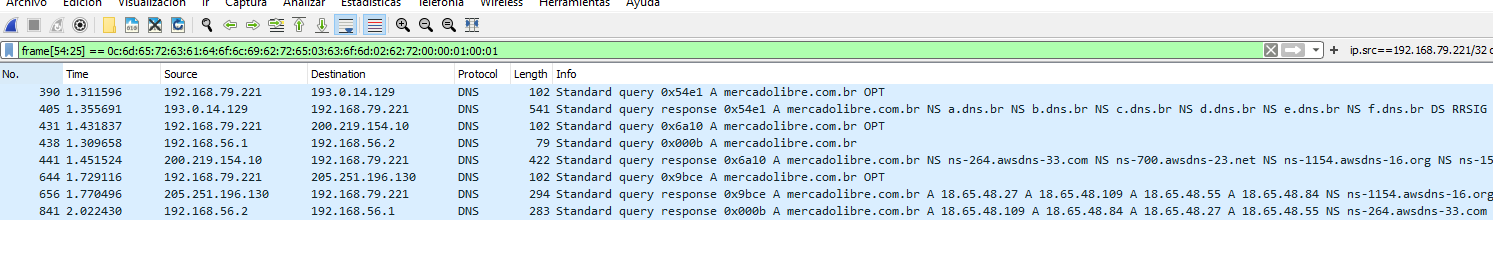 Archivo Edición Visualización Ir Captura Analizar Estadísticas Telefonía Wireless Herramientas Ayuda
frame[54:25] == 0c:6d:65:72:63:61:64:6f:6c:69:62:72:65:03:63:6f:6d:02:62:72:00:00:01:00:01 + ip.src==192.168.79.221/32
No. Time Source Destination Protocol Length Info
390 1.311596 192.168.79.221 193.0.14.129 DNS 102 Standard query 0x54e1 A mercadolibre.com.br OPT
405 1.355691 193.0.14.129 192.168.79.221 DNS 541 Standard query response 0x54e1 A mercadolibre.com.br NS a.dns.br NS b.dns.br NS c.dns.br NS d.dns.br NS e.dns.br NS f.dns.br DS RRSIG
431 1.431837 192.168.79.221 200.219.154.10 DNS 102 Standard query 0x6a10 A mercadolibre.com.br OPT
438 1.309658 192.168.56.1 192.168.56.2 DNS 79 Standard query 0x000b A mercadolibre.com.br
441 1.451524 200.219.154.10 192.168.79.221 DNS 422 Standard query response 0x6a10 A mercadolibre.com.br NS ns-264.awsdns-33.com NS ns-700.awsdns-23.net NS ns-1154.awsdns-16.org NS ns-15
644 1.729116 192.168.79.221 205.251.196.130 DNS 102 Standard query 0x9bce A mercadolibre.com.br OPT
656 1.770496 205.251.196.130 192.168.79.221 DNS 294 Standard query response 0x9bce A mercadolibre.com.br A 18.65.48.27 A 18.65.48.109 A 18.65.48.55 A 18.65.48.84 NS ns-1154.awsdns-16.org
841 2.022430 192.168.56.2 192.168.56.1 DNS 283 Standard query response 0x000b A mercadolibre.com.br A 18.65.48.109 A 18.65.48.84 A 18.65.48.27 A 18.65.48.55 NS ns-264.awsdns-33.com